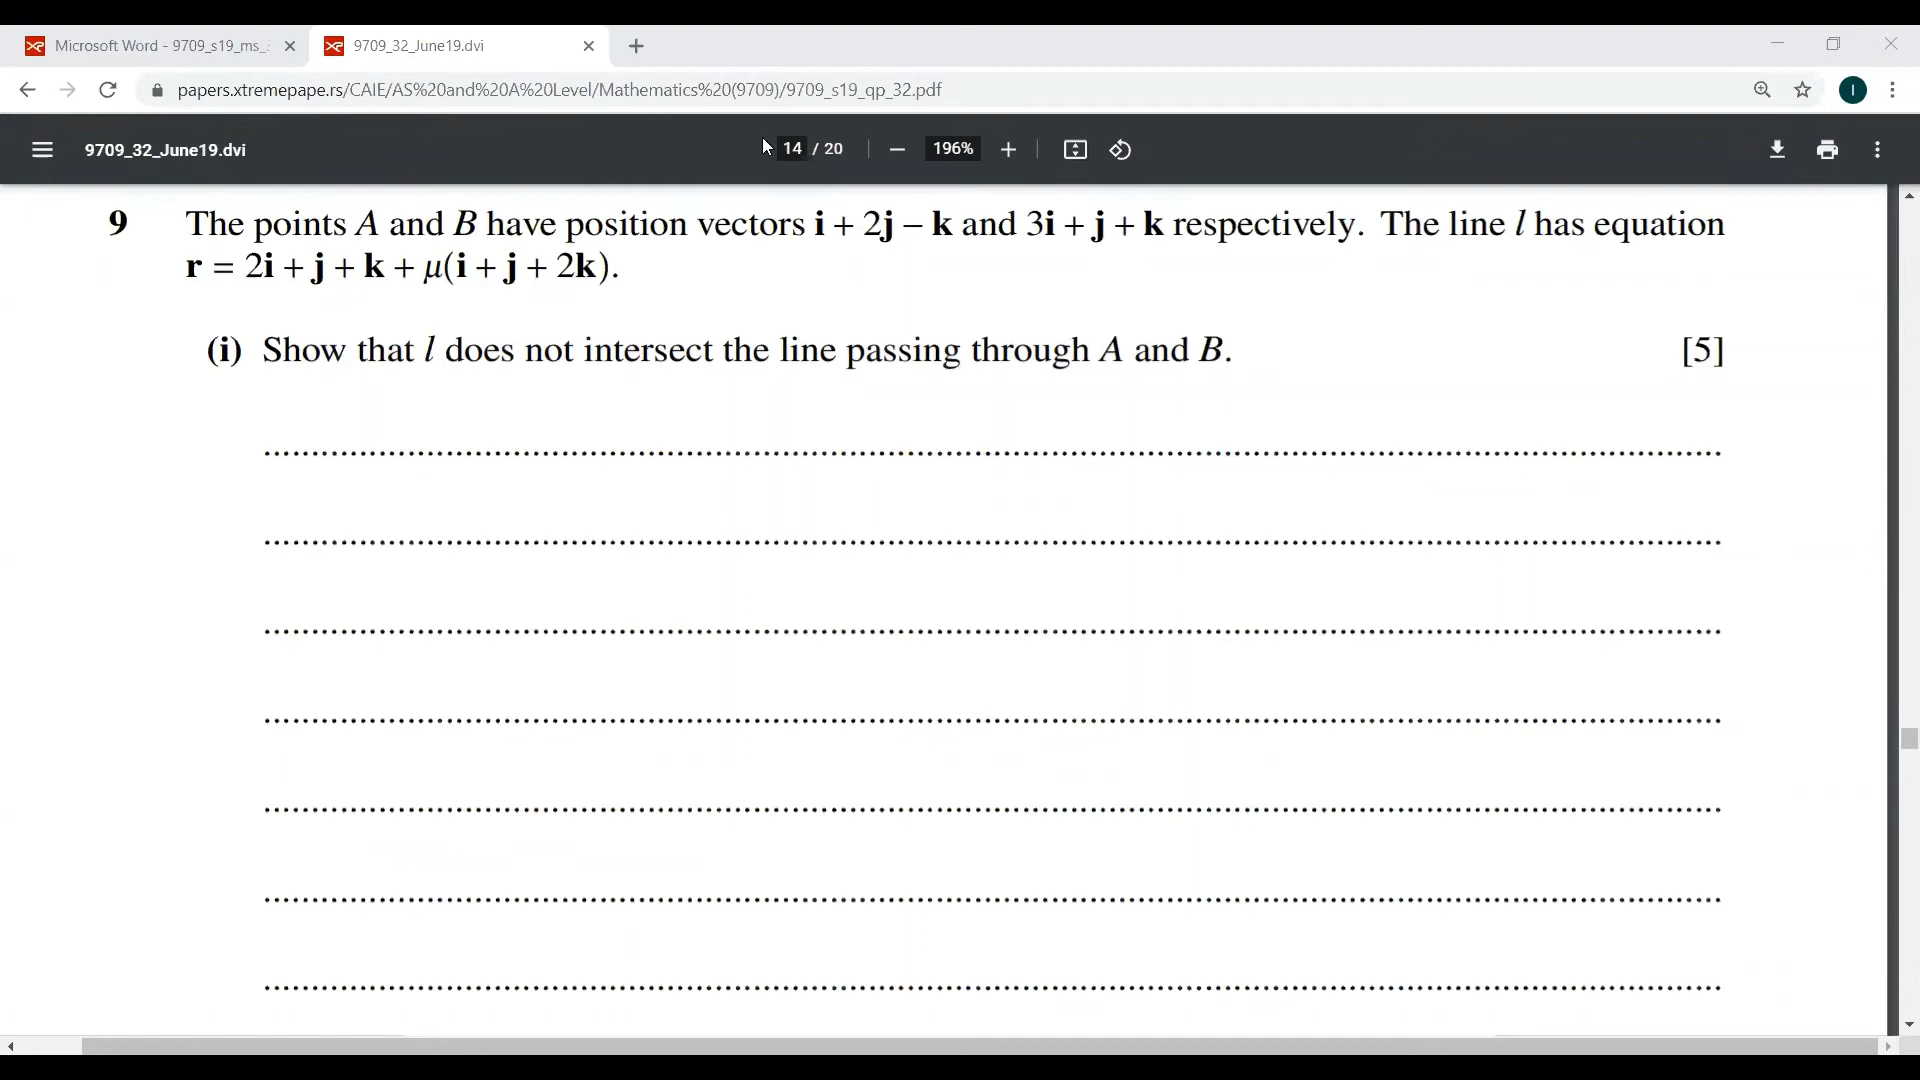 Microsoft Word - 9709_s19_ms_
9709_32_June19.dvi
papers.xtremepape.rs/CAIE/AS%20and%20A%20Level/Mathematics%20(9709)/9709_s19_qp_32.pdf
I
9709_32_June19.dvi
14 / 20
196%
9 The points A and B have position vectors i + 2j − k and 3i + j + k respectively. The line l has equation
r = 2i + j + k + μ(i + j + 2k).
(i) Show that l does not intersect the line passing through A and B. [5]